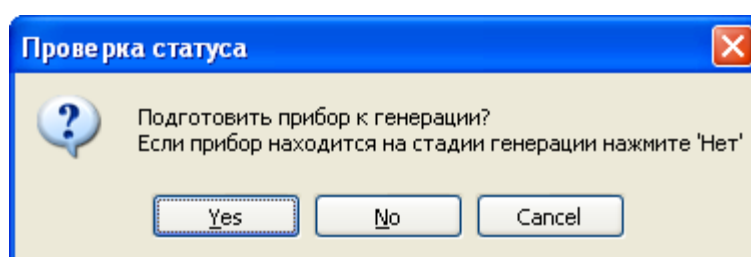 Проверка статуса
Подготовить прибор к генерации?
Если прибор находится на стадии генерации нажмите 'Нет'
Yes No Cancel